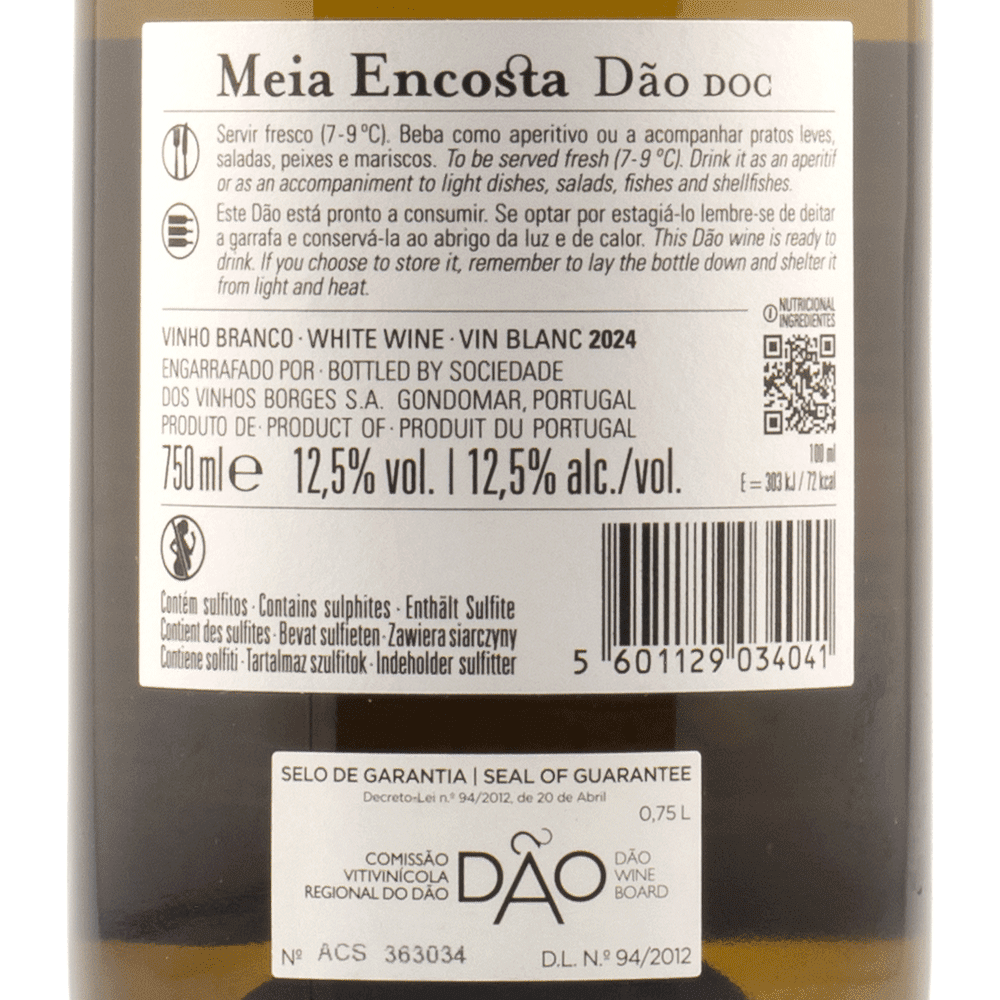 Meia Encosta Dão DOC
Servir fresco (7-9 ºC). Beba como aperitivo ou a acompanhar pratos leves,
saladas, peixes e mariscos. To be served fresh (7-9 ºC). Drink it as an aperitif
or as an accompaniment to light dishes, salads, fishes and shellfishes.
Este Dão está pronto a consumir. Se optar por estagiá-lo lembre-se de deitar
a garrafa e conservá-la ao abrigo da luz e de calor. This Dão wine is ready to
drink. If you choose to store it, remember to lay the bottle down and shelter it
from light and heat.
NUTRICIONAL
INGREDIENTES
VINHO BRANCO · WHITE WINE · VIN BLANC 2024
ENGARRAFADO POR · BOTTLED BY SOCIEDADE
DOS VINHOS BORGES S.A. GONDOMAR, PORTUGAL
PRODUTO DE · PRODUCT OF · PRODUIT DU PORTUGAL
750 ml e 12,5% vol. | 12,5% alc./vol.
100 ml
E = 303 kJ / 72 kcal
Contém sulfitos · Contains sulphites · Enthält Sulfite
Contient des sulfites · Bevat sulfieten · Zawiera siarczyny
Contiene solfiti · Tartalmaz szulfitok · Indeholder sulfitter
5 601129 034041
SELO DE GARANTIA | SEAL OF GUARANTEE
Decreto-Lei n.º 94/2012, de 20 de Abril
0,75 L
COMISSÃO
VITIVINÍCOLA
REGIONAL DO DÃO
DÃO
DÃO
WINE
BOARD
Nº ACS 363034
D.L. N.º 94/2012